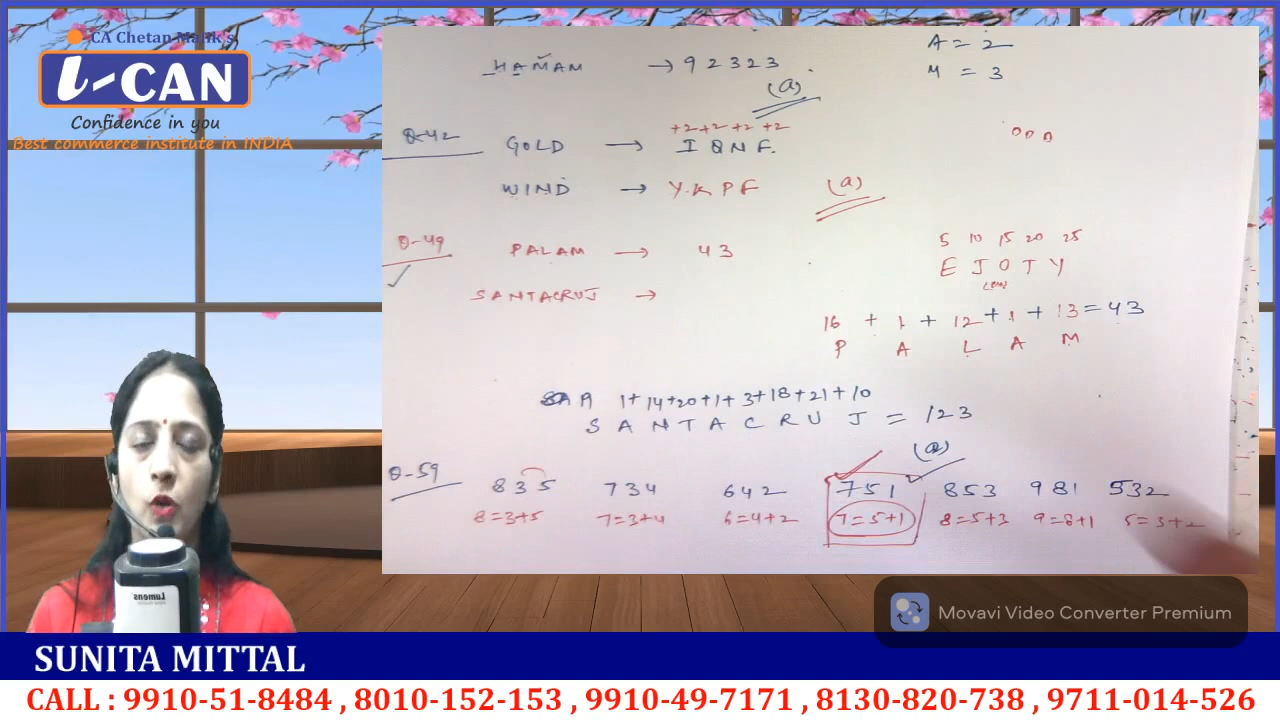 CA Chetan Malik's
L-CAN
Confidence in you
Best commerce institute in INDIA
A = 2
HAMAM → 92323
M = 3
(a)
Q-42
+2 +2 +2 +2
GOLD → IQNF.
WIND → YKPF (a)
Q-49
PALAM → 43
5 10 15 20 25
E J O T Y
SANTACRUJ →
16 + 1 + 12 + 1 + 13 = 43
P A L A M
1+14+20+1+3+18+21+10
SANTACRUJ = 123
(a)
Q-59
835 734 642 751 853 981 532
8=3+5 7=3+4 6=4+2 7=5+1 8=5+3 9=8+1 5=3+2
Lumens
Movavi Video Converter Premium
SUNITA MITTAL
CALL : 9910-51-8484 , 8010-152-153 , 9910-49-7171 , 8130-820-738 , 9711-014-526